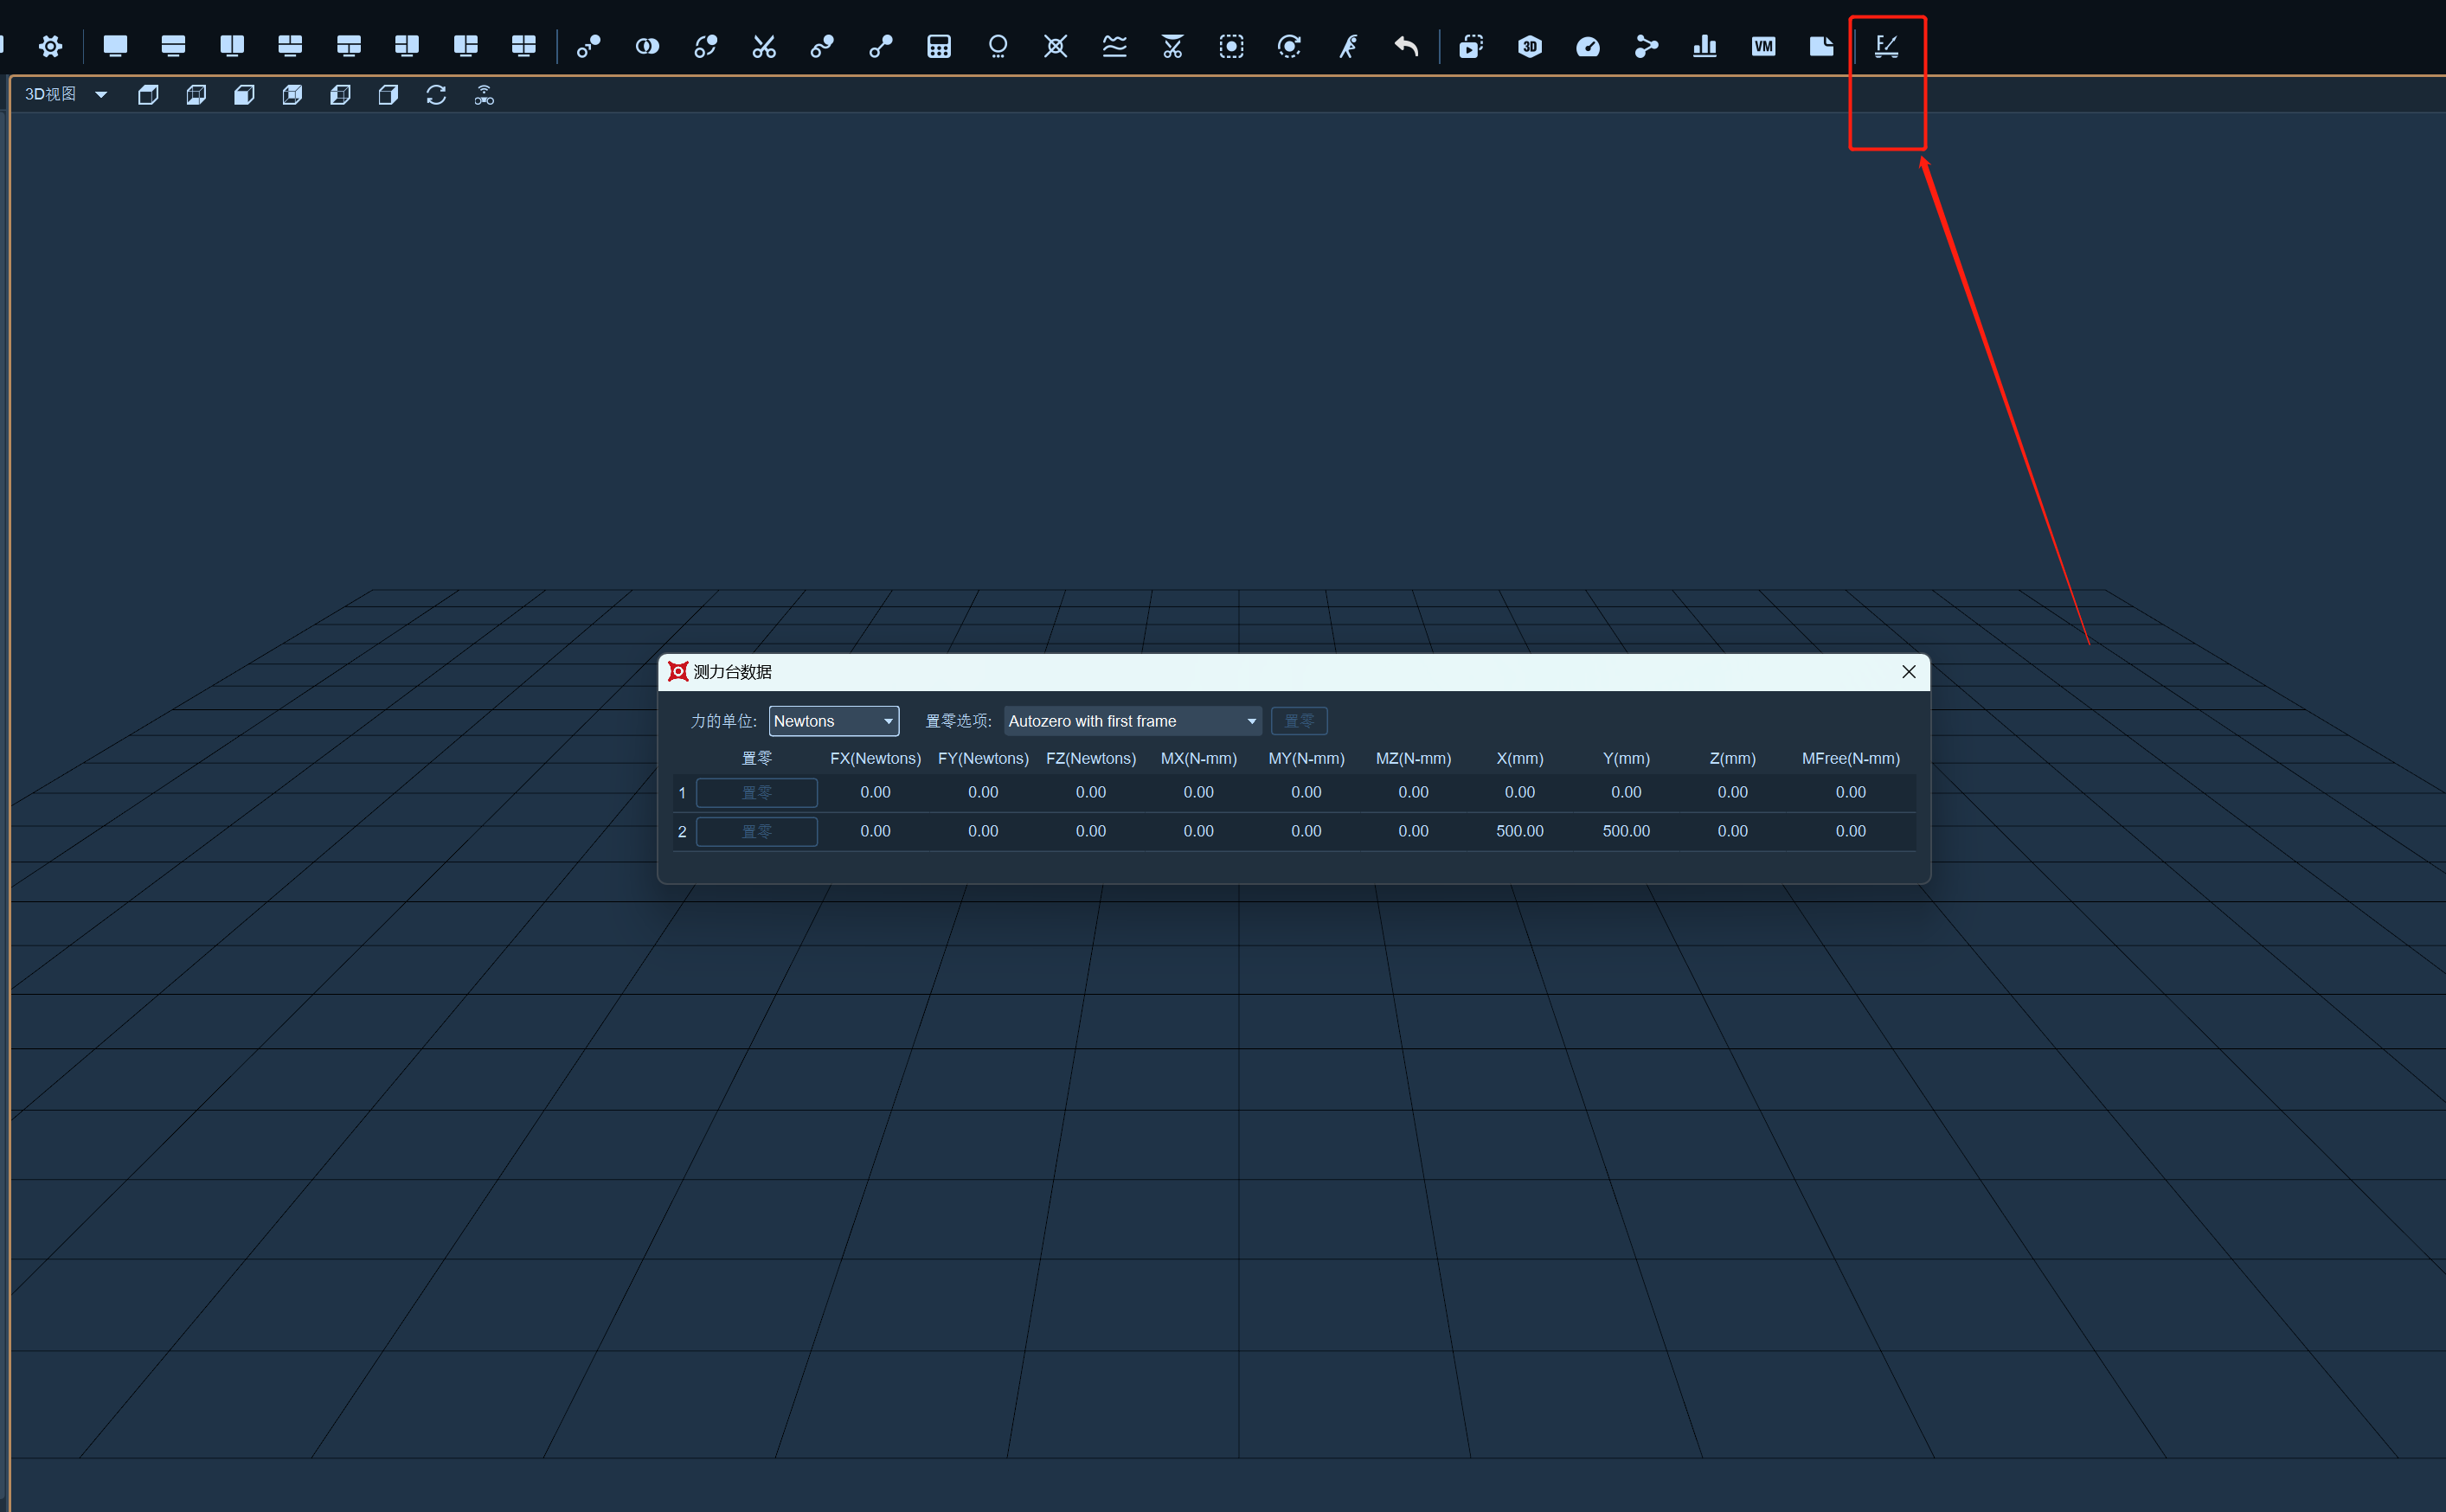 3D VM F
3D视图
测力台数据
力的单位: Newtons 置零选项: Autozero with first frame 置零
置零 FX(Newtons) FY(Newtons) FZ(Newtons) MX(N-mm) MY(N-mm) MZ(N-mm) X(mm) Y(mm) Z(mm) MFree(N-mm)
1 置零 0.00 0.00 0.00 0.00 0.00 0.00 0.00 0.00 0.00 0.00
2 置零 0.00 0.00 0.00 0.00 0.00 0.00 500.00 500.00 0.00 0.00